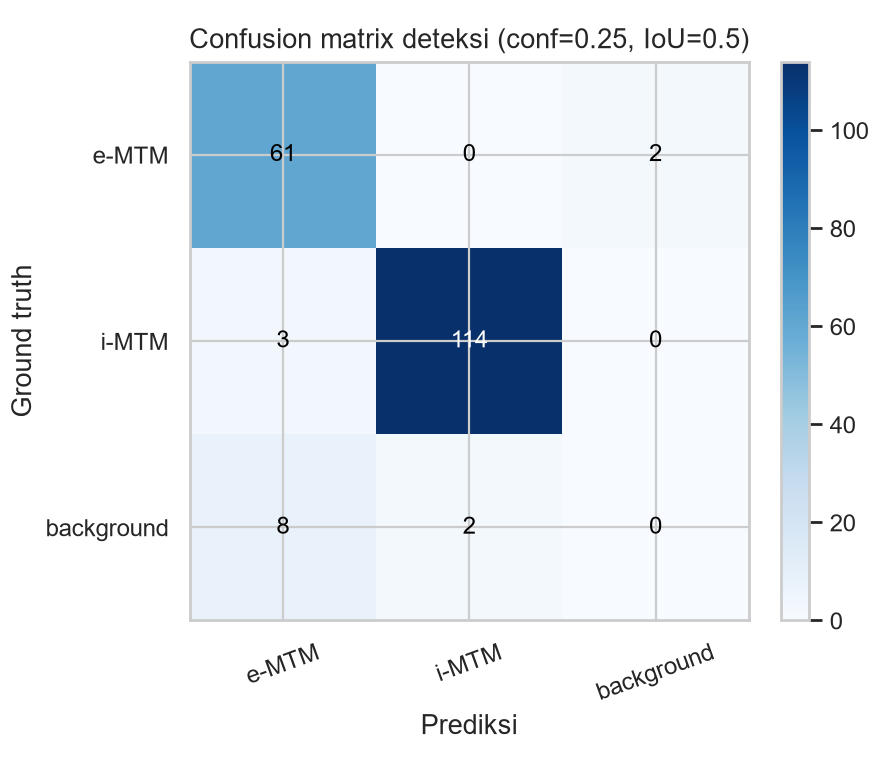 Confusion matrix deteksi (conf=0.25, IoU=0.5)
Ground truth
e-MTM 61 0 2
i-MTM 3 114 0
background 8 2 0
e-MTM i-MTM background
Prediksi
100
80
60
40
20
0